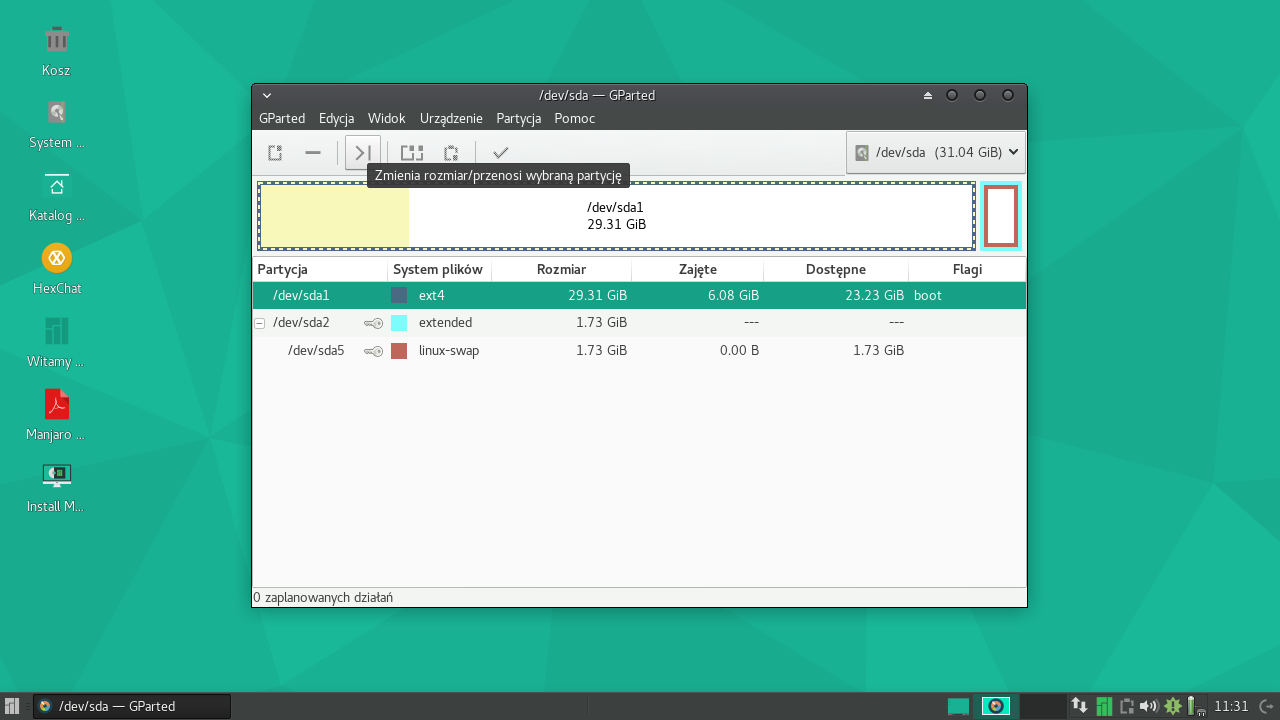 Kosz
System ...
Katalog ...
HexChat
Witamy ...
Manjaro ...
Install M...
/dev/sda — GParted
GParted Edycja Widok Urządzenie Partycja Pomoc
/dev/sda (31.04 GiB)
Zmienia rozmiar/przenosi wybraną partycję
/dev/sda1
29.31 GiB
Partycja System plików Rozmiar Zajęte Dostępne Flagi
/dev/sda1 ext4 29.31 GiB 6.08 GiB 23.23 GiB boot
/dev/sda2 extended 1.73 GiB --- ---
/dev/sda5 linux-swap 1.73 GiB 0.00 B 1.73 GiB
0 zaplanowanych działań
/dev/sda — GParted
11:31